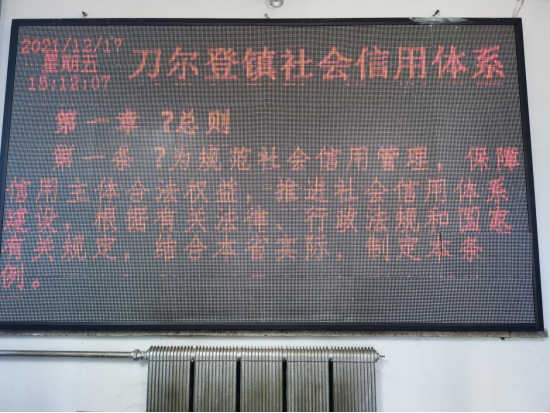 2021/12/17
星期五
15:12:07
刀尔登镇社会信用体系
第一章 ?总则
第一条 ?为规范社会信用管理，保障
信用主体合法权益，推进社会信用体系
建设，根据有关法律、行政法规和国家
有关规定，结合本省实际，制定本条
例。